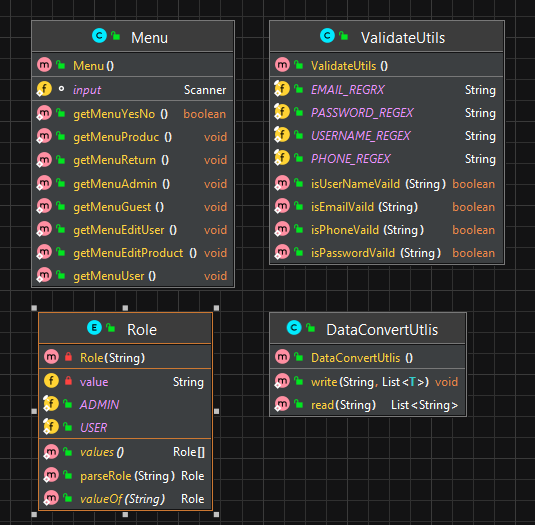 Menu
Menu()
input Scanner
getMenuYesNo () boolean
getMenuProduc () void
getMenuReturn () void
getMenuAdmin () void
getMenuGuest () void
getMenuEditUser () void
getMenuEditProduct () void
getMenuUser () void
ValidateUtils
ValidateUtils ()
EMAIL_REGRX String
PASSWORD_REGEX String
USERNAME_REGEX String
PHONE_REGEX String
isUserNameVaild (String) boolean
isEmailVaild (String) boolean
isPhoneVaild (String) boolean
isPasswordVaild (String) boolean
Role
Role(String)
value String
ADMIN
USER
values () Role[]
parseRole (String) Role
valueOf (String) Role
DataConvertUtlis
DataConvertUtlis ()
write (String, List<T>) void
read (String) List<String>